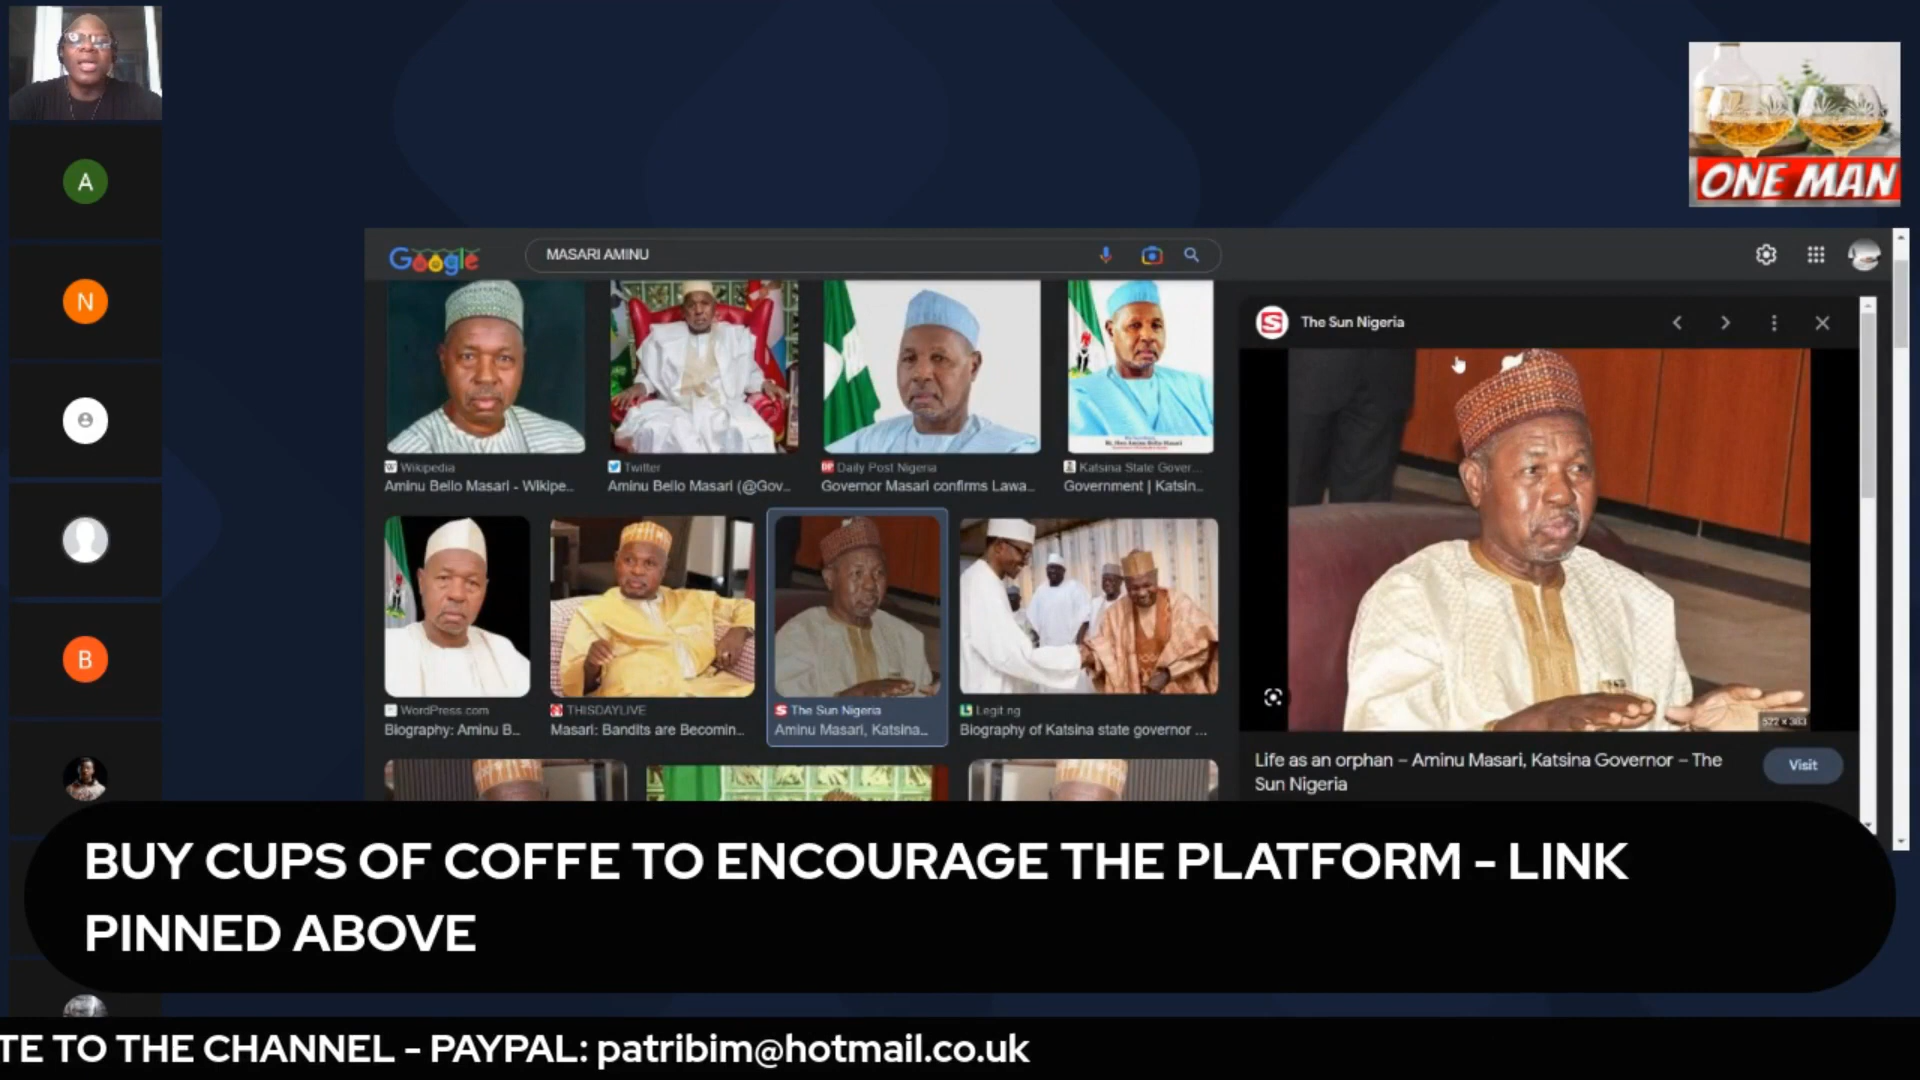 A
N
B
ONE MAN
Google
MASARI AMINU
Wikipedia
Aminu Bello Masari - Wikipe...
Twitter
Aminu Bello Masari (@Gov...
Daily Post Nigeria
Governor Masari confirms Lawa...
Katsina State Gover...
Government | Katsin...
WordPress.com
Biography: Aminu B...
THISDAYLIVE
Masari: Bandits are Becomin...
The Sun Nigeria
Aminu Masari, Katsina...
Legit.ng
Biography of Katsina state governor ...
The Sun Nigeria
522 × 383
Life as an orphan – Aminu Masari, Katsina Governor – The
Sun Nigeria
Visit
BUY CUPS OF COFFE TO ENCOURAGE THE PLATFORM - LINK
PINNED ABOVE
TE TO THE CHANNEL - PAYPAL: patribim@hotmail.co.uk